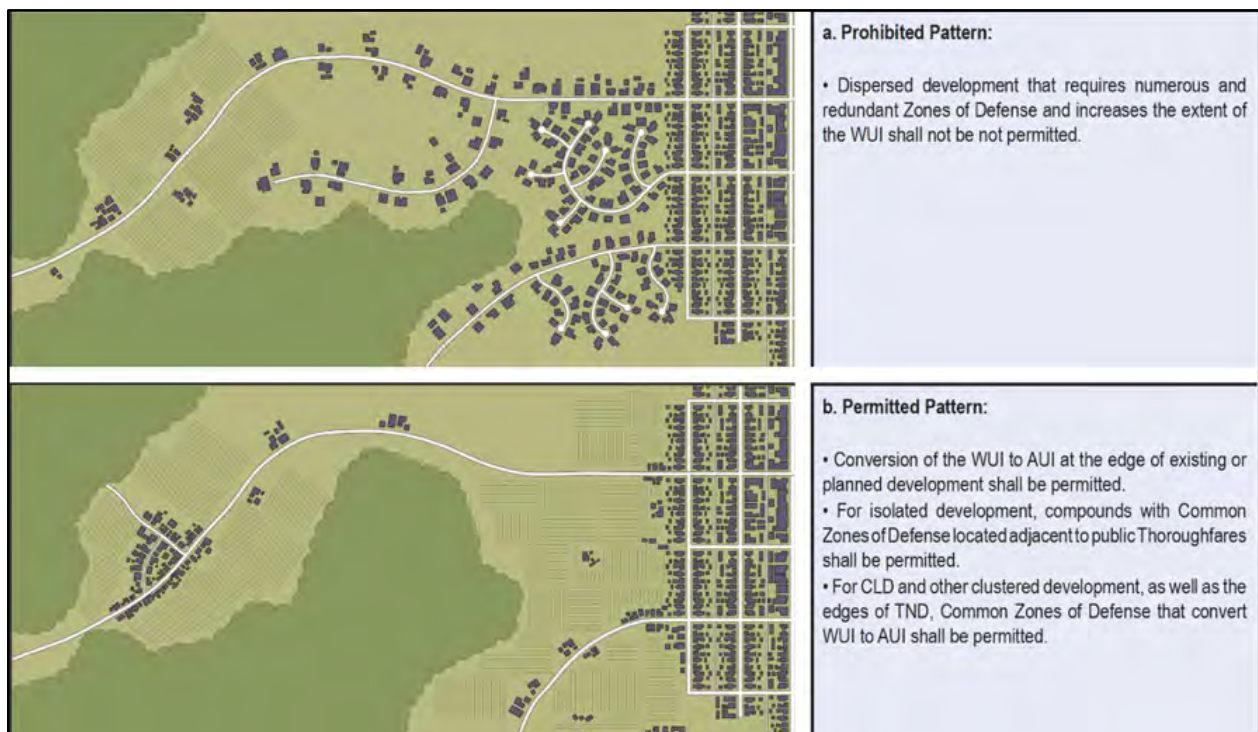 a. Prohibited Pattern:
• Dispersed development that requires numerous and
redundant Zones of Defense and increases the extent of
the WUI shall not be not permitted.
b. Permitted Pattern:
• Conversion of the WUI to AUI at the edge of existing or
planned development shall be permitted.
• For isolated development, compounds with Common
Zones of Defense located adjacent to public Thoroughfares
shall be permitted.
• For CLD and other clustered development, as well as the
edges of TND, Common Zones of Defense that convert
WUI to AUI shall be permitted.